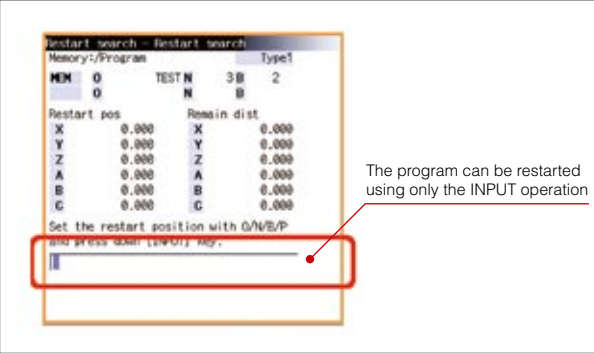 Restart search - Restart search
Memory:/Program Type1
MEM O TEST N 3 B 2
O N B
Restart pos Remain dist
X 0.000 X 0.000
Y 0.000 Y 0.000
Z 0.000 Z 0.000
A 0.000 A 0.000
B 0.000 B 0.000
C 0.000 C 0.000
Set the restart position with O/N/B/P
and press down [INPUT] key.
The program can be restarted
using only the INPUT operation